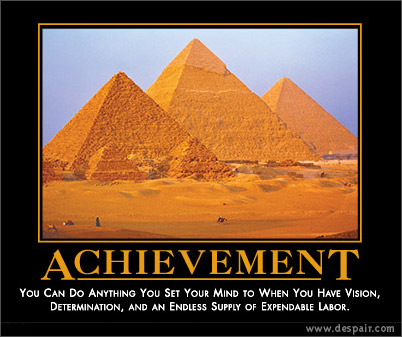 ACHIEVEMENT
YOU CAN DO ANYTHING YOU SET YOUR MIND TO WHEN YOU HAVE VISION,
DETERMINATION, AND AN ENDLESS SUPPLY OF EXPENDABLE LABOR.
www.despair.com